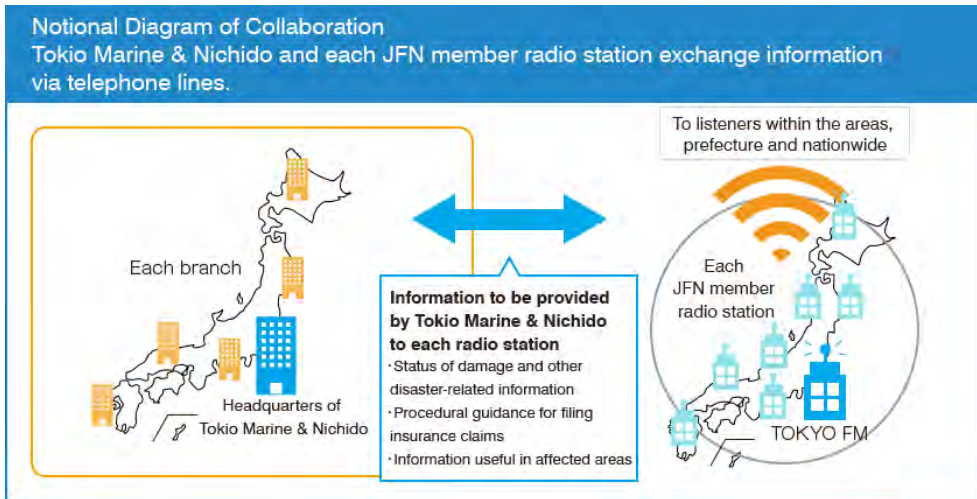 Notional Diagram of Collaboration
Tokio Marine & Nichido and each JFN member radio station exchange information
via telephone lines.
Each branch
Headquarters of
Tokio Marine & Nichido
Information to be provided
by Tokio Marine & Nichido
to each radio station
·Status of damage and other
disaster-related information
·Procedural guidance for filing
insurance claims
·Information useful in affected areas
To listeners within the areas,
prefecture and nationwide
Each
JFN member
radio station
TOKYO FM